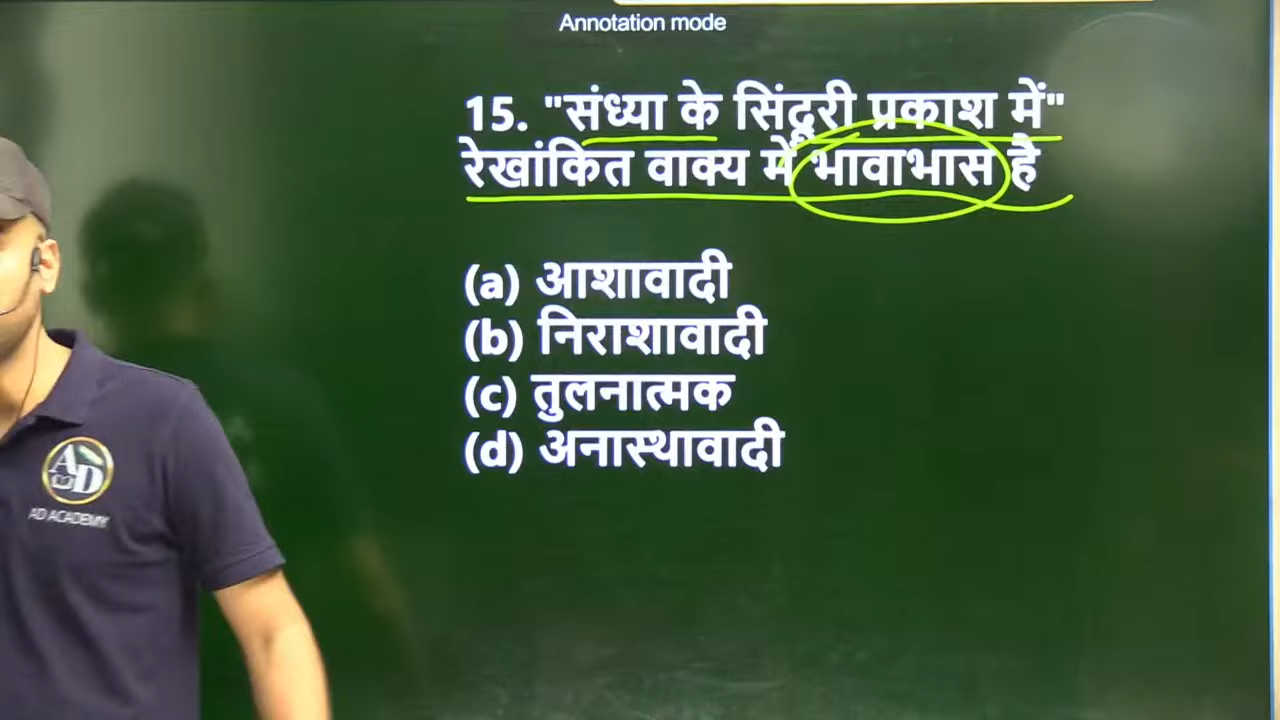 Annotation mode
15. "संध्या के सिंदूरी प्रकाश में"
रेखांकित वाक्य में भावाभास है
(a) आशावादी
(b) निराशावादी
(c) तुलनात्मक
(d) अनास्थावादी
AD
AD ACADEMY